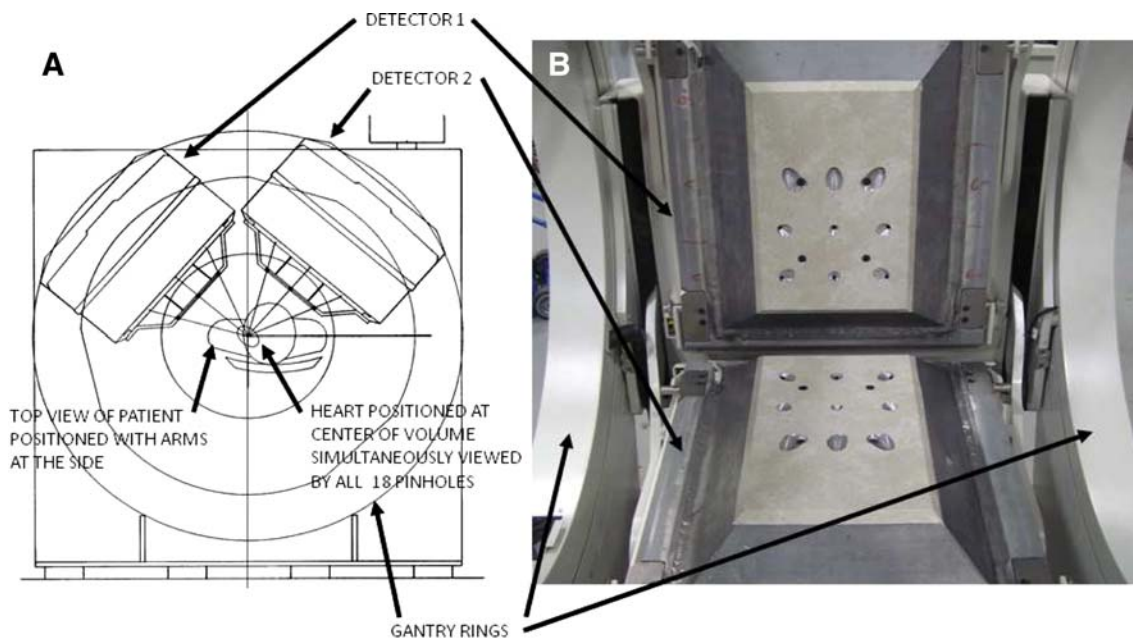 DETECTOR 1
A
B
DETECTOR 2
TOP VIEW OF PATIENT
POSITIONED WITH ARMS
AT THE SIDE
HEART POSITIONED AT
CENTER OF VOLUME
SIMULTANEOUSLY VIEWED
BY ALL 18 PINHOLES
GANTRY RINGS